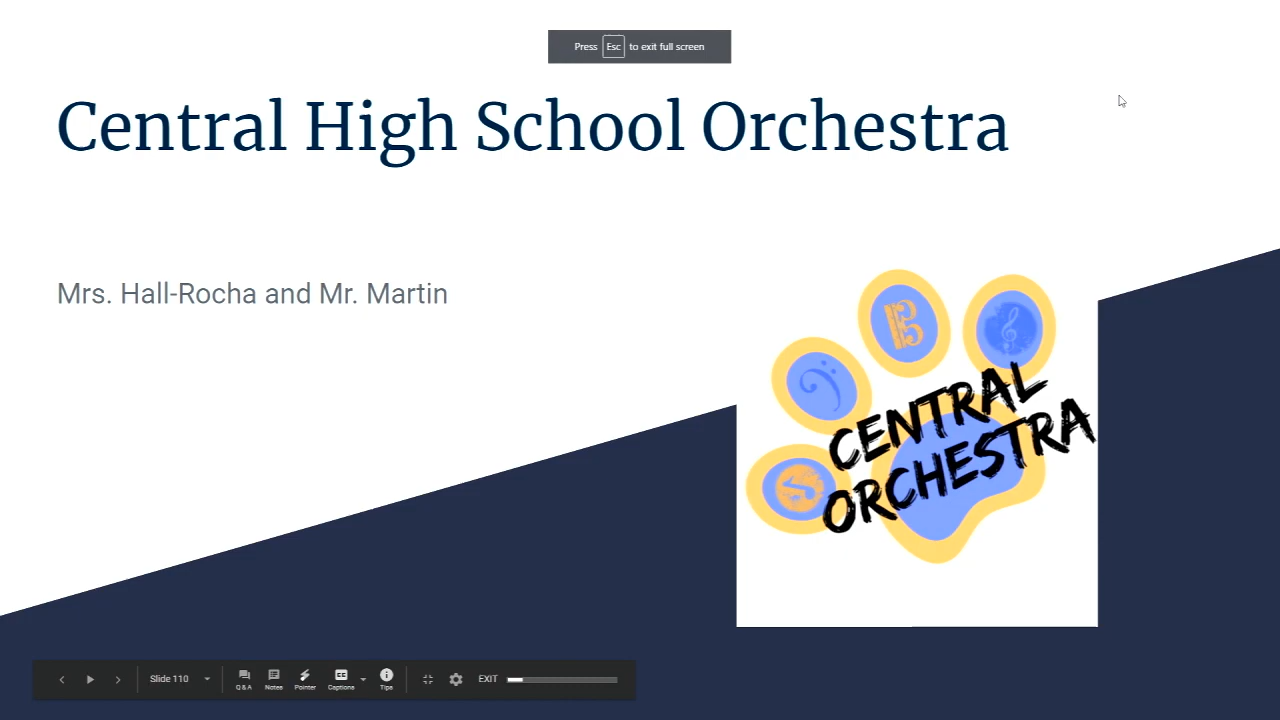 Press Esc to exit full screen
Central High School Orchestra
Mrs. Hall-Rocha and Mr. Martin
CENTRAL
ORCHESTRA
Slide 110
Q&A
Notes
Pointer
Captions
Tips
EXIT